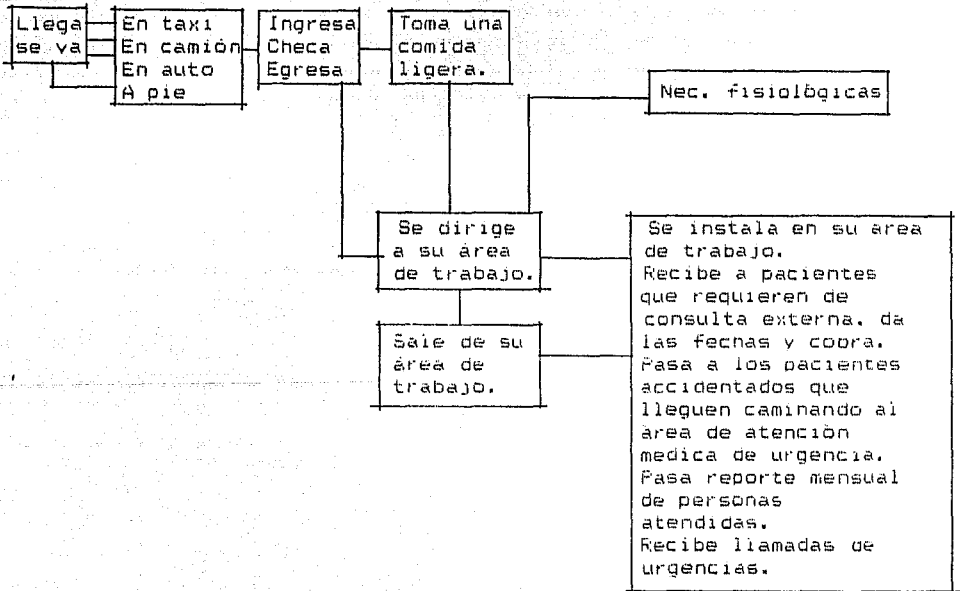 Llega
se va
En taxi
En camión
En auto
A pie
Ingresa
Checa
Egresa
Toma una
comida
ligera.
Nec. fisiológicas
Se dirige
a su área
de trabajo.
Sale de su
área de
trabajo.
Se instala en su area
de trabajo.
Recibe a pacientes
que requieren de
consulta externa, da
las fechas y cobra.
Pasa a los pacientes
accidentados que
lleguen caminando al
área de atención
medica de urgencia.
Pasa reporte mensual
de personas
atendidas.
Recibe llamadas de
urgencias.